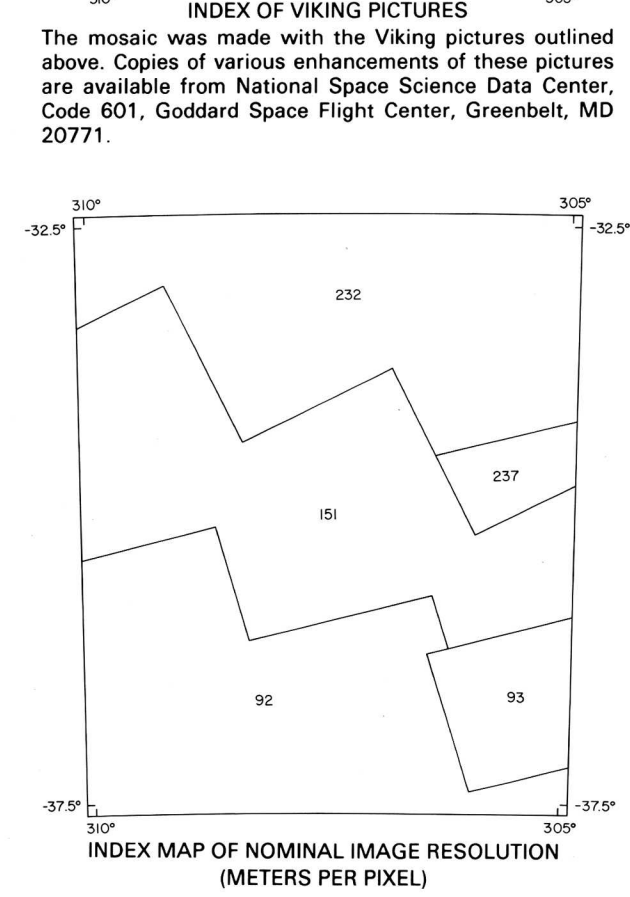 INDEX OF VIKING PICTURES
The mosaic was made with the Viking pictures outlined
above. Copies of various enhancements of these pictures
are available from National Space Science Data Center,
Code 601, Goddard Space Flight Center, Greenbelt, MD
20771.
310° 305°
-32.5° -32.5°
232
237
151
92 93
-37.5° -37.5°
310° 305°
INDEX MAP OF NOMINAL IMAGE RESOLUTION
(METERS PER PIXEL)